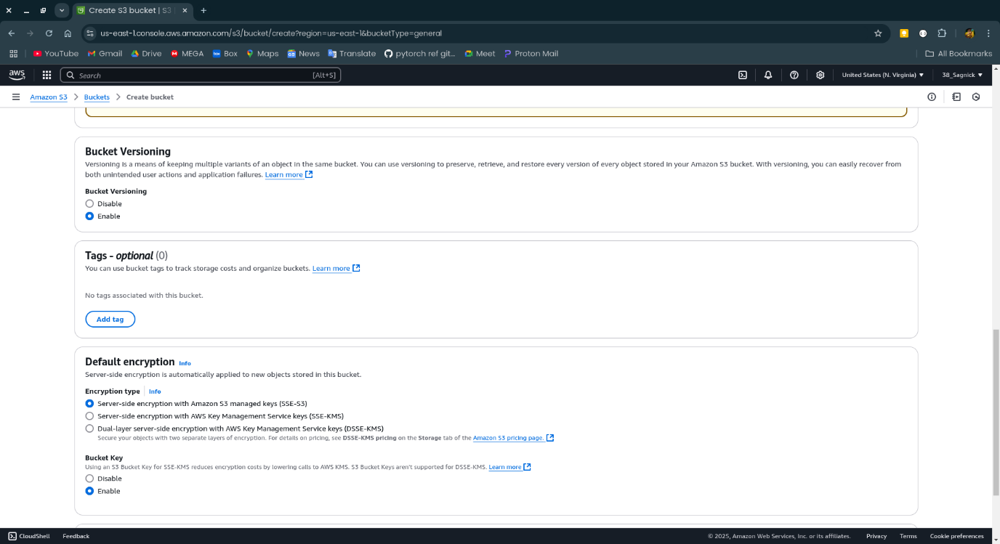 Create S3 bucket | S3 |
us-east-1.console.aws.amazon.com/s3/bucket/create?region=us-east-1&bucketType=general
YouTube Gmail Drive MEGA Box Maps News Translate pytorch ref git... Meet Proton Mail All Bookmarks
aws Search [Alt+S] United States (N. Virginia) 38_Sagnick
Amazon S3 Buckets Create bucket
Bucket Versioning
Versioning is a means of keeping multiple variants of an object in the same bucket. You can use versioning to preserve, retrieve, and restore every version of every object stored in your Amazon S3 bucket. With versioning, you can easily recover from
both unintended user actions and application failures. Learn more
Bucket Versioning
Disable
Enable
Tags - optional (0)
You can use bucket tags to track storage costs and organize buckets. Learn more
No tags associated with this bucket.
Add tag
Default encryption Info
Server-side encryption is automatically applied to new objects stored in this bucket.
Encryption type Info
Server-side encryption with Amazon S3 managed keys (SSE-S3)
Server-side encryption with AWS Key Management Service keys (SSE-KMS)
Dual-layer server-side encryption with AWS Key Management Service keys (DSSE-KMS)
Secure your objects with two separate layers of encryption. For details on pricing, see DSSE-KMS pricing on the Storage tab of the Amazon S3 pricing page.
Bucket Key
Using an S3 Bucket Key for SSE-KMS reduces encryption costs by lowering calls to AWS KMS. S3 Bucket Keys aren't supported for DSSE-KMS. Learn more
Disable
Enable
CloudShell Feedback © 2025, Amazon Web Services, Inc. or its affiliates. Privacy Terms Cookie preferences